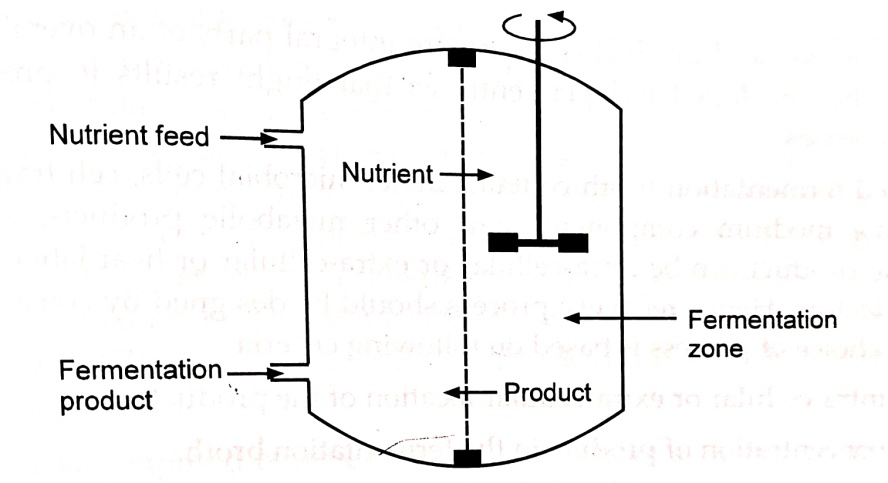 Nutrient feed
Nutrient
Fermentation
zone
Fermentation
product
Product